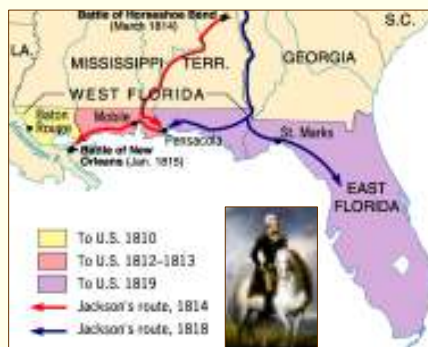 Battle of Horseshoe Bend
(March 1814)
S.C.
LA.
MISSISSIPPI TERR.
GEORGIA
WEST FLORIDA
Baton
Rouge
Mobile
Battle of New
Orleans (Jan. 1815)
Pensacola
St. Marks
EAST
FLORIDA
To U.S. 1810
To U.S. 1812–1813
To U.S. 1819
Jackson's route, 1814
Jackson's route, 1818